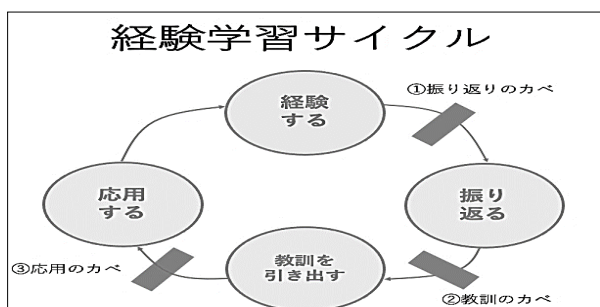 経験学習サイクル
経験
する
①振り返りのカベ
振り
返る
②教訓のカベ
教訓を
引き出す
③応用のカベ
応用
する